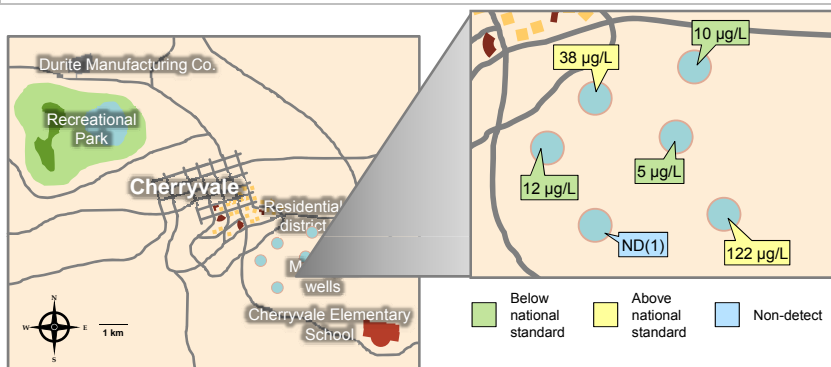 Durite Manufacturing Co.
Recreational
Park
Cherryvale
Residential
district
wells
Cherryvale Elementary
School
N
W
E
S
1 km
10 µg/L
38 µg/L
12 µg/L
5 µg/L
ND(1)
122 µg/L
Below
national
standard
Above
national
standard
Non-detect